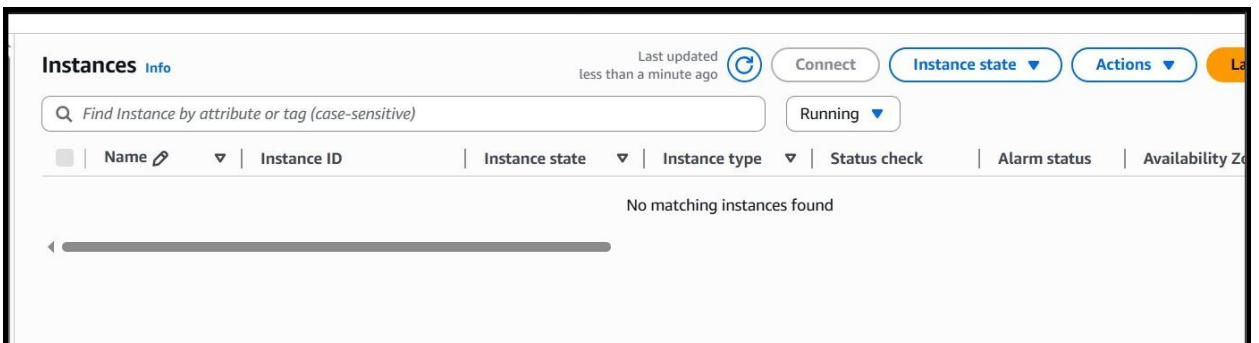 Instances Info
Last updated
less than a minute ago
Connect
Instance state
Actions
Find Instance by attribute or tag (case-sensitive)
Running
Name Instance ID Instance state Instance type Status check Alarm status Availability
No matching instances found